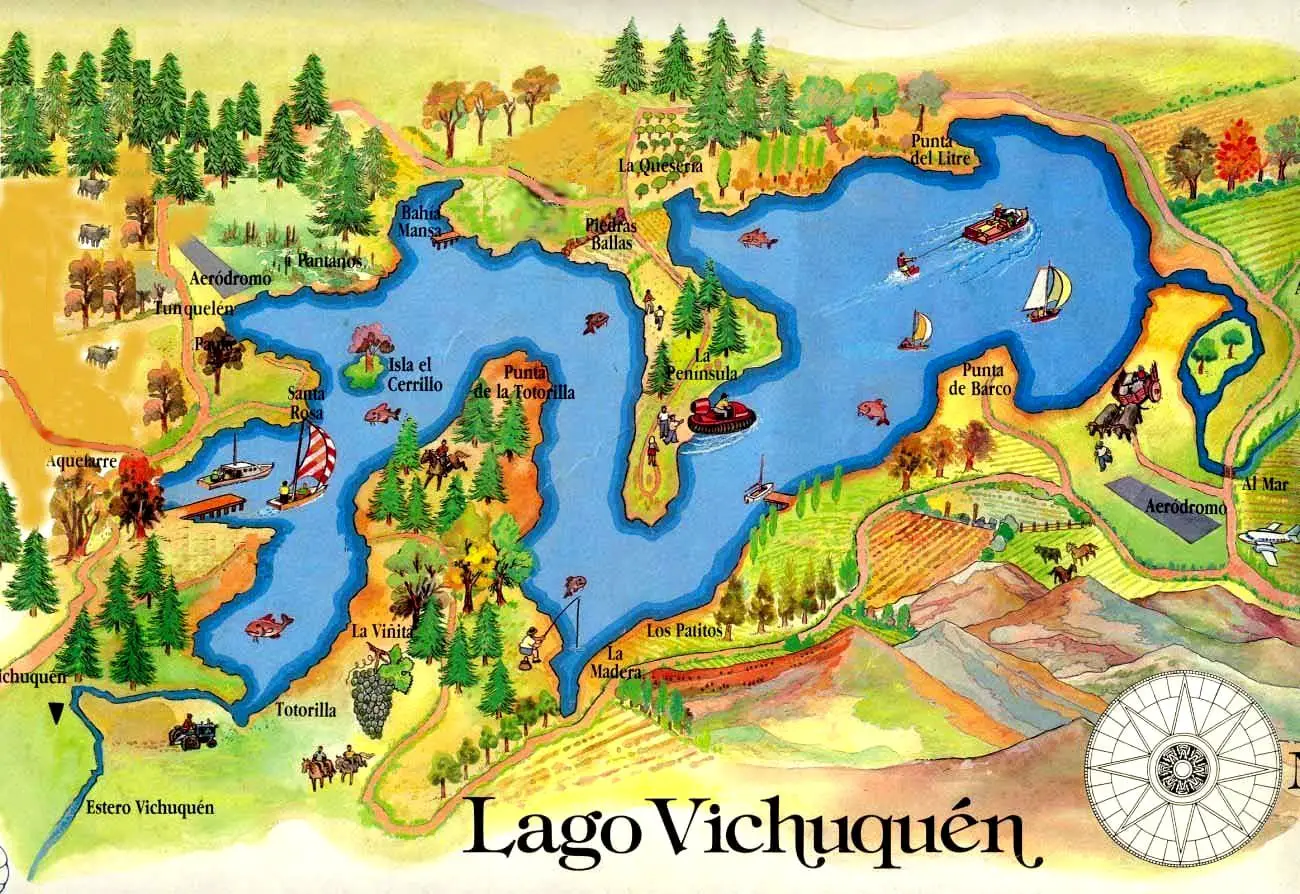 Punta
del Litre
La Quesería
Bahía
Mansa
Piedras
Ballas
Pantanos
Aeródromo
Tunquelén
Isla el
Cerrillo
La
Península
Punta
de la Totorilla
Punta
de Barco
Santa
Rosa
Aquelarre
Al Mar
Aeródromo
La Viñita
Los Patitos
La
Madera
ichuquén
Totorilla
Estero Vichuquén
Lago Vichuquén
N